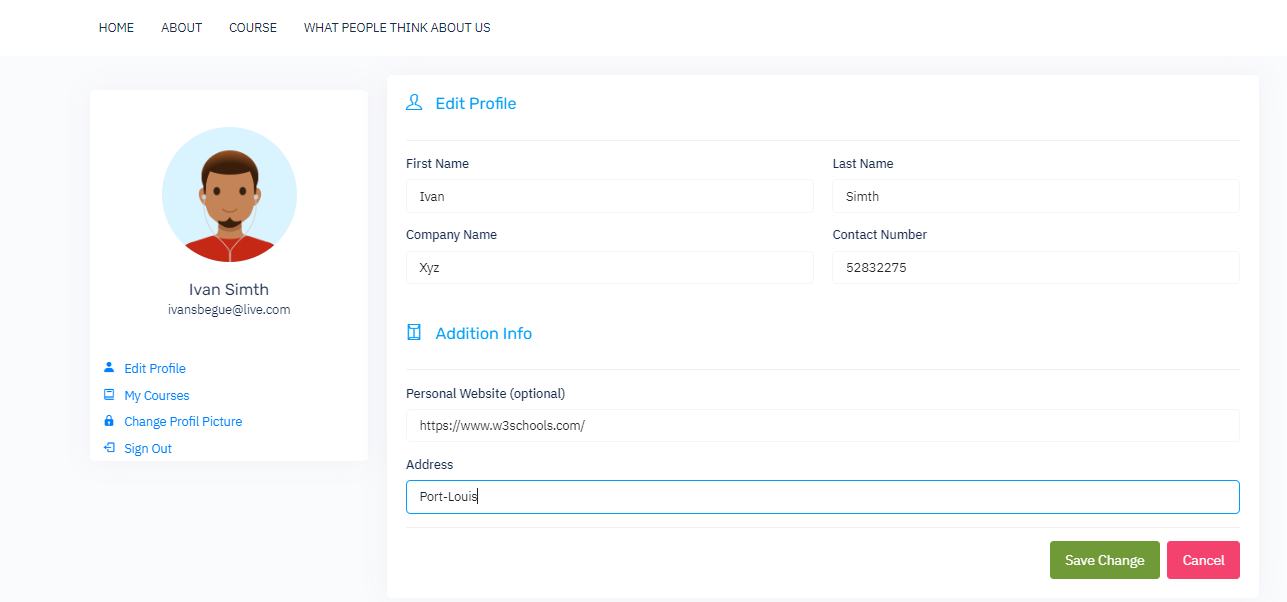 HOME ABOUT COURSE WHAT PEOPLE THINK ABOUT US
Ivan Simth
ivansbegue@live.com
Edit Profile
My Courses
Change Profil Picture
Sign Out
Edit Profile
First Name Last Name
Ivan Simth
Company Name Contact Number
Xyz 52832275
Addition Info
Personal Website (optional)
https://www.w3schools.com/
Address
Port-Louis
Save Change Cancel